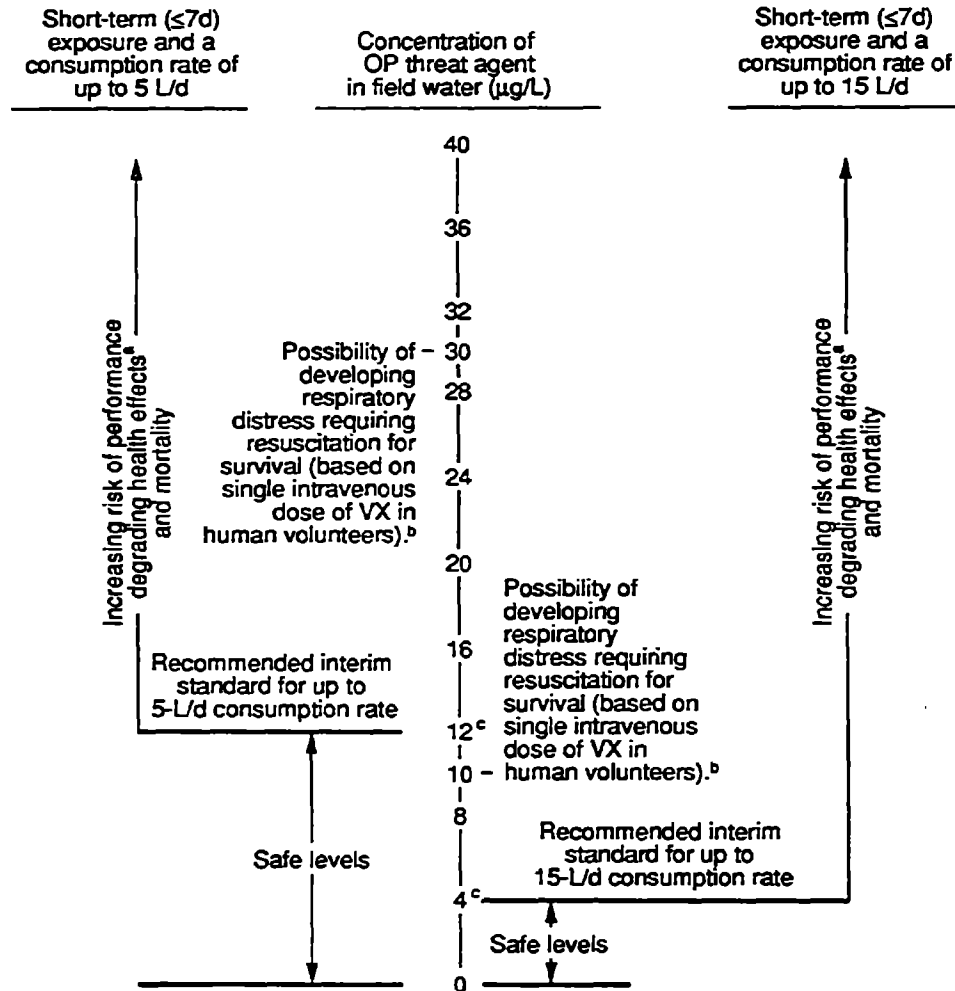 Short-term (≤7d)
exposure and a
consumption rate of
up to 5 L/d
Concentration of
OP threat agent
in field water (μg/L)
Short-term (≤7d)
exposure and a
consumption rate of
up to 15 L/d
40
36
32
30
28
24
20
16
12 c
10
8
4 c
0
Increasing risk of performance
degrading health effects a
and mortality
Possibility of
developing
respiratory
distress requiring
resuscitation for
survival (based on
single intravenous
dose of VX in
human volunteers).b
Recommended interim
standard for up to
5-L/d consumption rate
Safe levels
Possibility of
developing
respiratory
distress requiring
resuscitation for
survival (based on
single intravenous
dose of VX in
human volunteers).b
Recommended interim
standard for up to
15-L/d consumption rate
Safe levels
Increasing risk of performance
degrading health effects a
and mortality